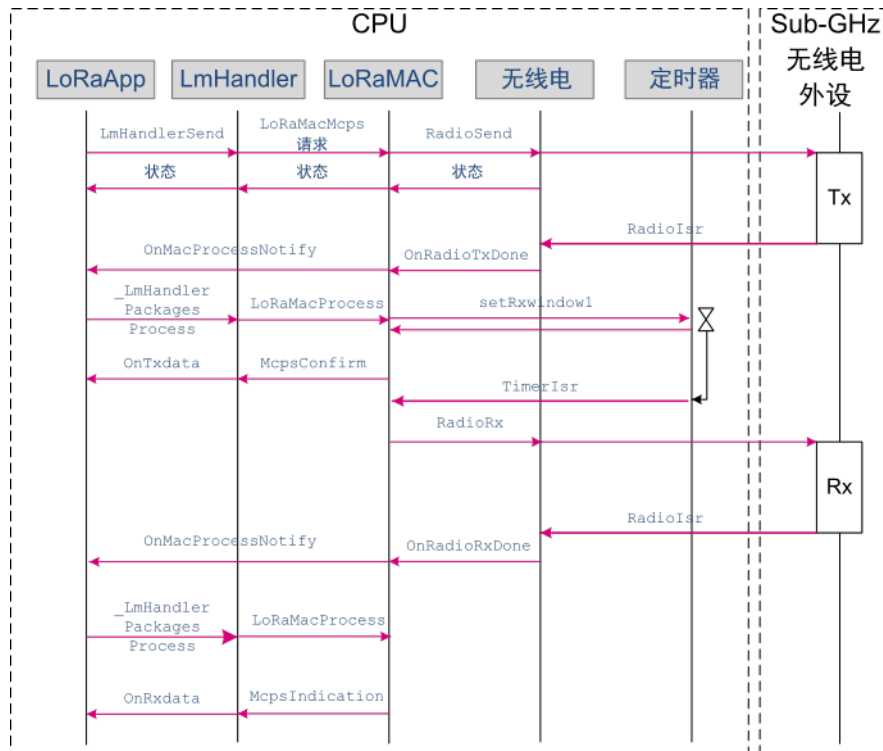 CPU
Sub-GHz
无线电
外设
LoRaApp
LmHandler
LoRaMAC
无线电
定时器
LmHandlerSend
LoRaMacMcps
请求
RadioSend
状态
状态
状态
Tx
RadioIsr
OnMacProcessNotify
OnRadioTxDone
_LmHandler
Packages
Process
LoRaMacProcess
setRxwindow1
OnTxdata
McpsConfirm
TimerIsr
RadioRx
Rx
RadioIsr
OnMacProcessNotify
OnRadioRxDone
_LmHandler
Packages
Process
LoRaMacProcess
OnRxdata
McpsIndication